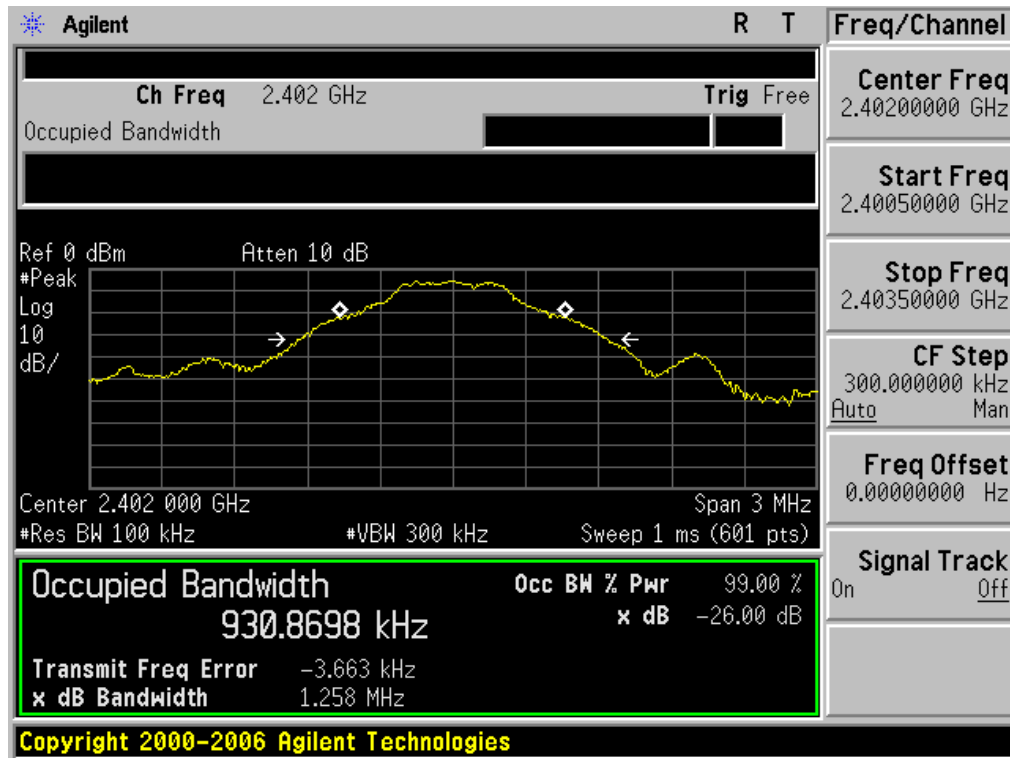 Agilent R T
Ch Freq 2.402 GHz Trig Free
Occupied Bandwidth
Ref 0 dBm Atten 10 dB
#Peak
Log
10
dB/
Center 2.402 000 GHz Span 3 MHz
#Res BW 100 kHz #VBW 300 kHz Sweep 1 ms (601 pts)
Occupied Bandwidth
930.8698 kHz
Occ BW % Pwr 99.00 %
x dB -26.00 dB
Transmit Freq Error -3.663 kHz
x dB Bandwidth 1.258 MHz
Copyright 2000-2006 Agilent Technologies
Freq/Channel
Center Freq
2.40200000 GHz
Start Freq
2.40050000 GHz
Stop Freq
2.40350000 GHz
CF Step
300.000000 kHz
Auto Man
Freq Offset
0.00000000 Hz
Signal Track
On Off